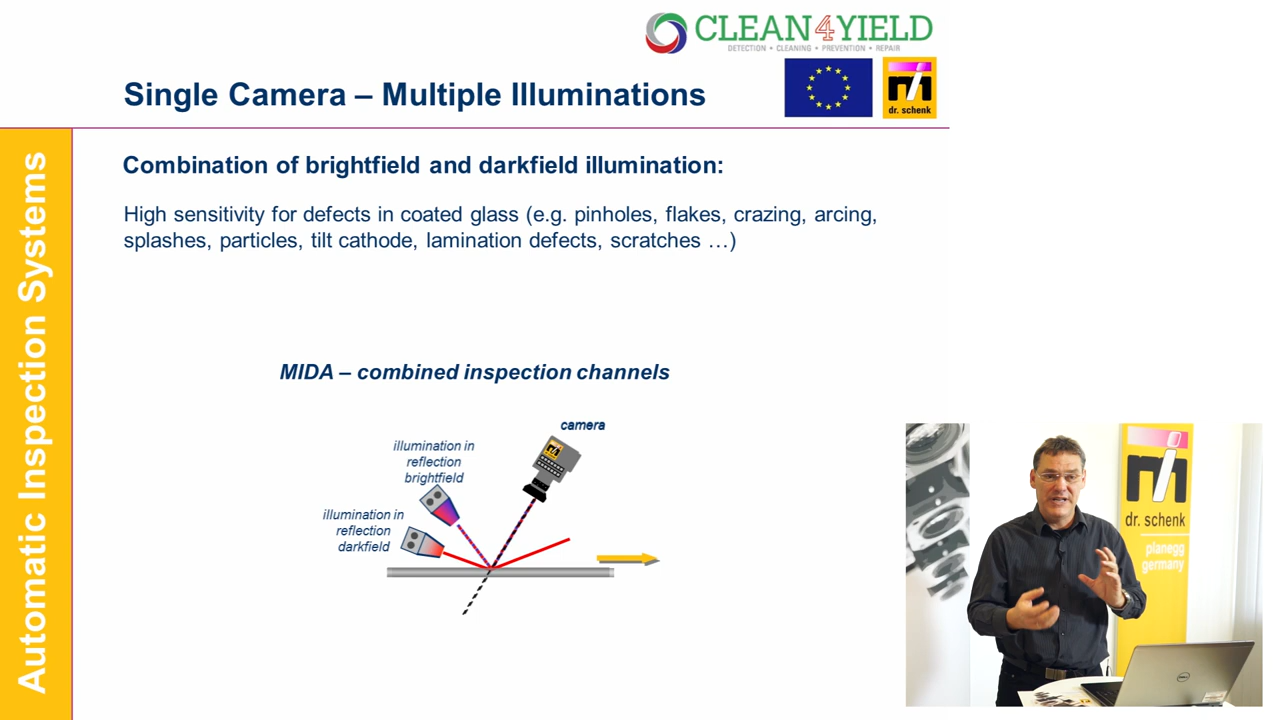 CLEAN4YIELD
DETECTION • CLEANING • PREVENTION • REPAIR
dr. schenk
Single Camera – Multiple Illuminations
Automatic Inspection Systems
Combination of brightfield and darkfield illumination:
High sensitivity for defects in coated glass (e.g. pinholes, flakes, crazing, arcing,
splashes, particles, tilt cathode, lamination defects, scratches …)
MIDA – combined inspection channels
camera
illumination in
reflection
brightfield
illumination in
reflection
darkfield
dr. schenk
planegg
germany
DELL